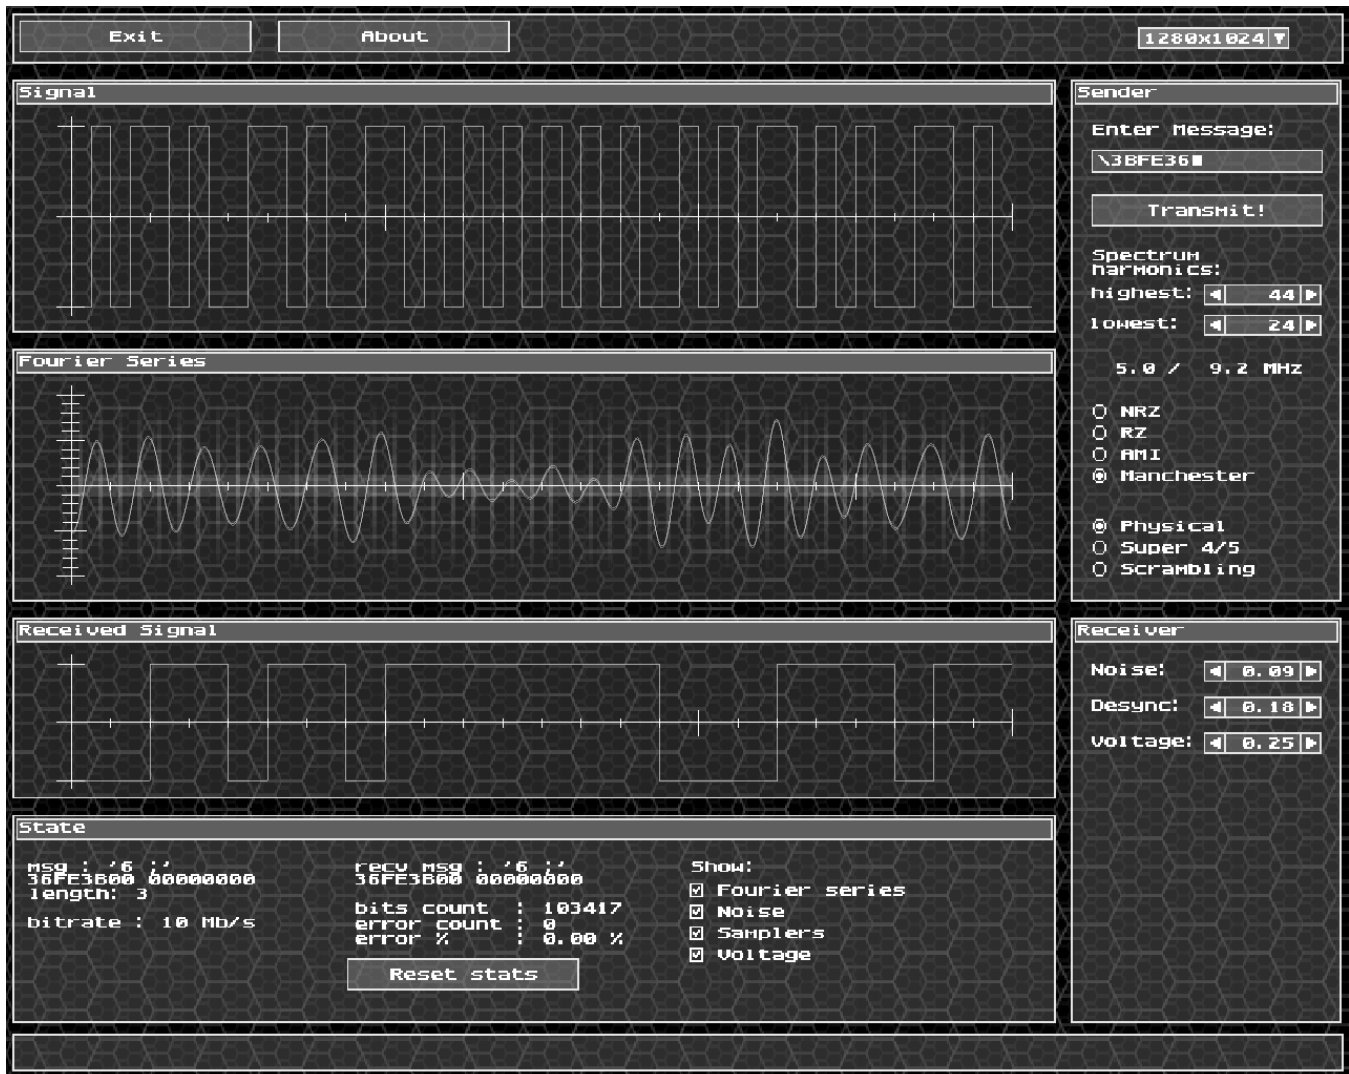 Exit
About
1280x1024
Signal
Sender
Enter Message:
\3BFE36
Transmit!
Spectrum
harmonics:
highest: 44
lowest: 24
5.0 / 9.2 MHz
NRZ
RZ
AMI
Manchester
Physical
Super 4/5
Scrambling
Fourier Series
Received Signal
Receiver
Noise: 0.09
Desync: 0.18
Voltage: 0.25
State
msg : '6 ;'
36FE3B00 00000000
length: 3
bitrate : 10 Mb/s
recv msg : '6 ;'
36FE3B00 00000000
bits count : 103417
error count : 0
error % : 0.00 %
Reset stats
Show:
Fourier series
Noise
Samplers
Voltage